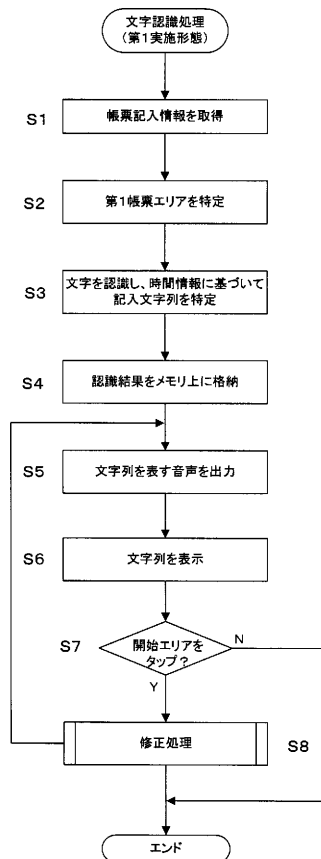 文字認識処理
(第1実施形態)
S1
帳票記入情報を取得
S2
第1帳票エリアを特定
S3
文字を認識し、時間情報に基づいて
記入文字列を特定
S4
認識結果をメモリ上に格納
S5
文字列を表す音声を出力
S6
文字列を表示
S7
開始エリアを
タップ?
N
Y
修正処理
S8
エンド